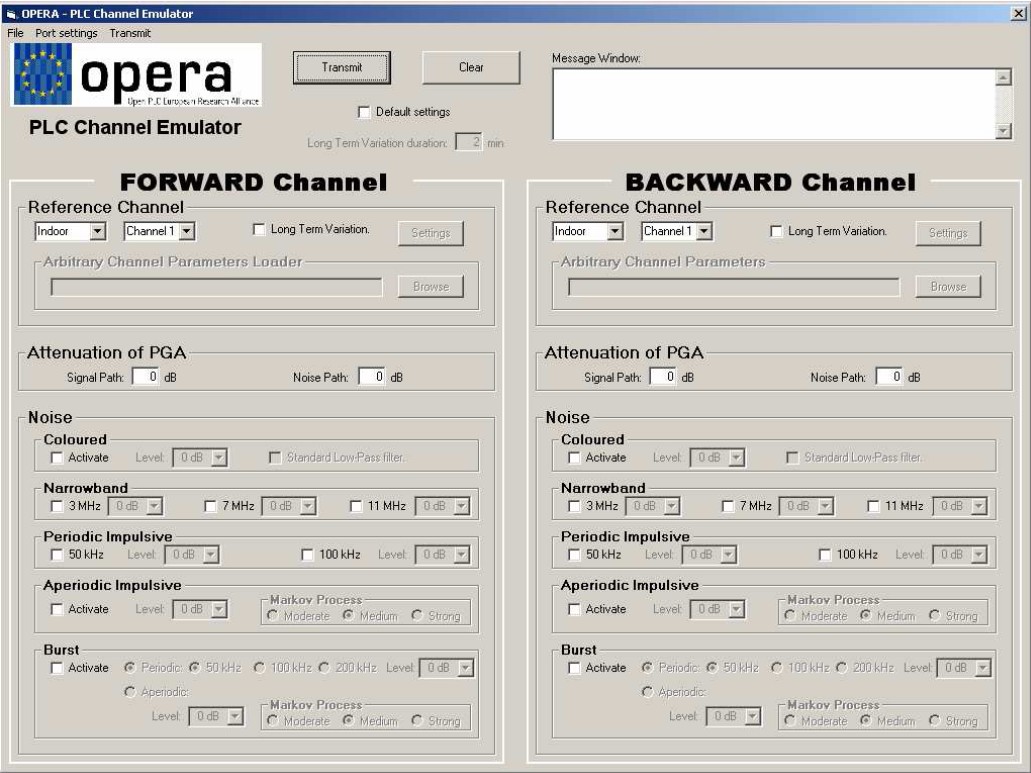 OPERA - PLC Channel Emulator
File Port settings Transmit
opera
Open PLC European Research Alliance
PLC Channel Emulator
Transmit Clear
Default settings
Long Term Variation duration: 2 min
Message Window:
FORWARD Channel
Reference Channel
Indoor Channel 1 Long Term Variation. Settings
Arbitrary Channel Parameters Loader
Browse
Attenuation of PGA
Signal Path: 0 dB Noise Path: 0 dB
Noise
Coloured
Activate Level: 0 dB Standard Low-Pass filter.
Narrowband
3 MHz 0 dB 7 MHz 0 dB 11 MHz 0 dB
Periodic Impulsive
50 kHz Level: 0 dB 100 kHz Level: 0 dB
Aperiodic Impulsive
Activate Level: 0 dB
Markov Process
Moderate Medium Strong
Burst
Activate Periodic: 50 kHz 100 kHz 200 kHz Level: 0 dB
Aperiodic:
Level: 0 dB
Markov Process
Moderate Medium Strong
BACKWARD Channel
Reference Channel
Indoor Channel 1 Long Term Variation. Settings
Arbitrary Channel Parameters
Browse
Attenuation of PGA
Signal Path: 0 dB Noise Path: 0 dB
Noise
Coloured
Activate Level: 0 dB Standard Low-Pass filter.
Narrowband
3 MHz 0 dB 7 MHz 0 dB 11 MHz 0 dB
Periodic Impulsive
50 kHz Level: 0 dB 100 kHz Level: 0 dB
Aperiodic Impulsive
Activate Level: 0 dB
Markov Process
Moderate Medium Strong
Burst
Activate Periodic: 50 kHz 100 kHz 200 kHz Level: 0 dB
Aperiodic:
Level: 0 dB
Markov Process
Moderate Medium Strong